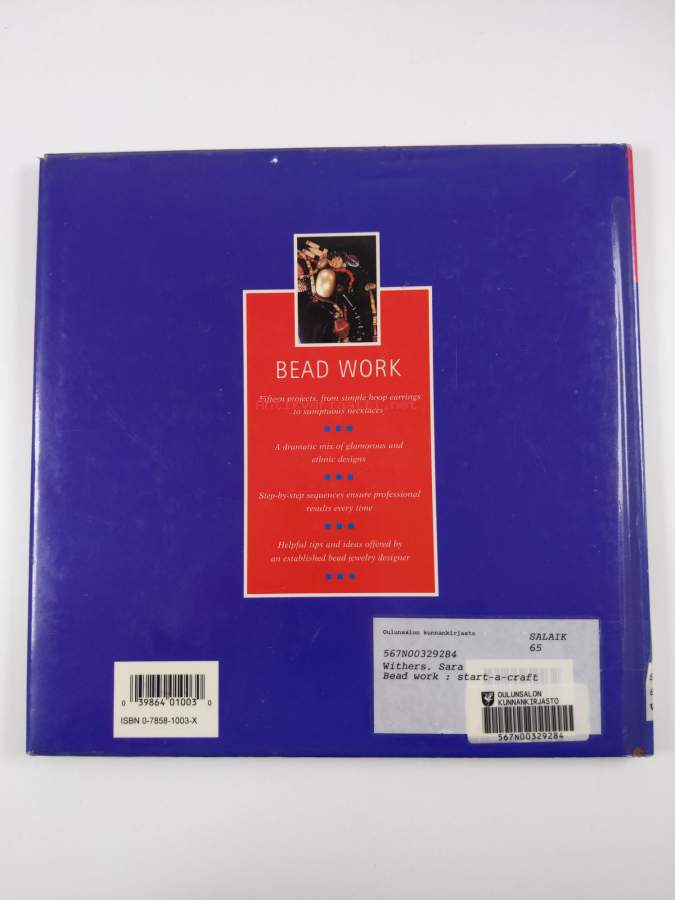 BEAD WORK
Fifteen projects, from simple hoop earrings
to sumptuous necklaces
A dramatic mix of glamorous and
ethnic designs
Step-by-step sequences ensure professional
results every time
Helpful tips and ideas offered by
an established bead jewelry designer
Oulunsalon kunnankirjasto
SALAIK
65
567N00329284
Withers, Sara
Bead work : start-a-craft
OULUNSALON
KUNNANKIRJASTO
567N00329284
0 39864 01003 0
ISBN 0-7858-1003-X